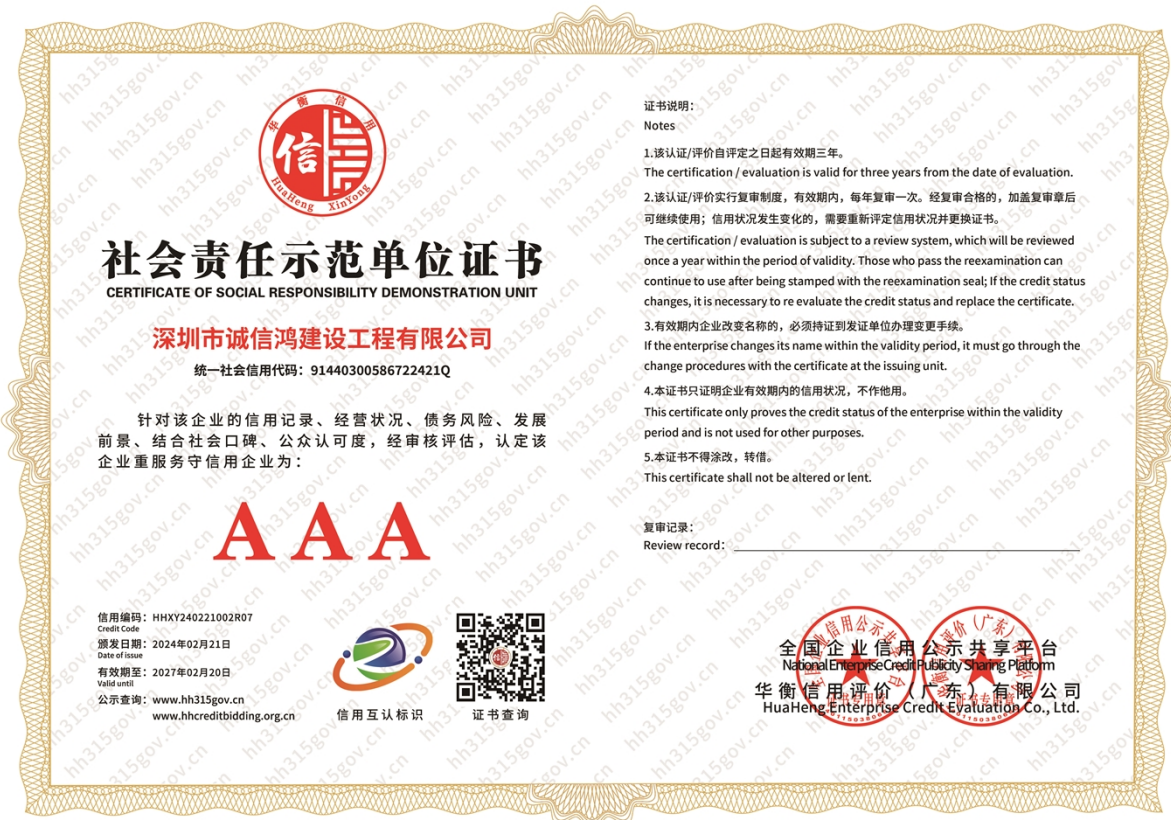 华衡信用
信
HuaHeng XinYong
社会责任示范单位证书
CERTIFICATE OF SOCIAL RESPONSIBILITY DEMONSTRATION UNIT
深圳市诚信鸿建设工程有限公司
统一社会信用代码：91440300586722421Q
针对该企业的信用记录、经营状况、债务风险、发展
前景、结合社会口碑、公众认可度，经审核评估，认定该
企业重服务守信用企业为：
AAA
信用编码：HHXY240221002R07
Credit Code
颁发日期：2024年02月21日
Date of issue
有效期至：2027年02月20日
Valid until
公示查询：www.hh315gov.cn
www.hhcreditbidding.org.cn
信用互认标识
证书查询
证书说明：
Notes
1.该认证/评价自评定之日起有效期三年。
The certification / evaluation is valid for three years from the date of evaluation.
2.该认证/评价实行复审制度，有效期内，每年复审一次。经复审合格的，加盖复审章后
可继续使用；信用状况发生变化的，需要重新评定信用状况并更换证书。
The certification / evaluation is subject to a review system, which will be reviewed
once a year within the period of validity. Those who pass the reexamination can
continue to use after being stamped with the reexamination seal; If the credit status
changes, it is necessary to re evaluate the credit status and replace the certificate.
3.有效期内企业改变名称的，必须持证到发证单位办理变更手续。
If the enterprise changes its name within the validity period, it must go through the
change procedures with the certificate at the issuing unit.
4.本证书只证明企业有效期内的信用状况，不作他用。
This certificate only proves the credit status of the enterprise within the validity
period and is not used for other purposes.
5.本证书不得涂改，转借。
This certificate shall not be altered or lent.
复审记录：
Review record：
全国企业信用公示共享平台
National Enterprise Credit Publicity Sharing Platform
华衡信用评价（广东）有限公司
HuaHeng Enterprise Credit Evaluation Co., Ltd.
hh315gov.cn